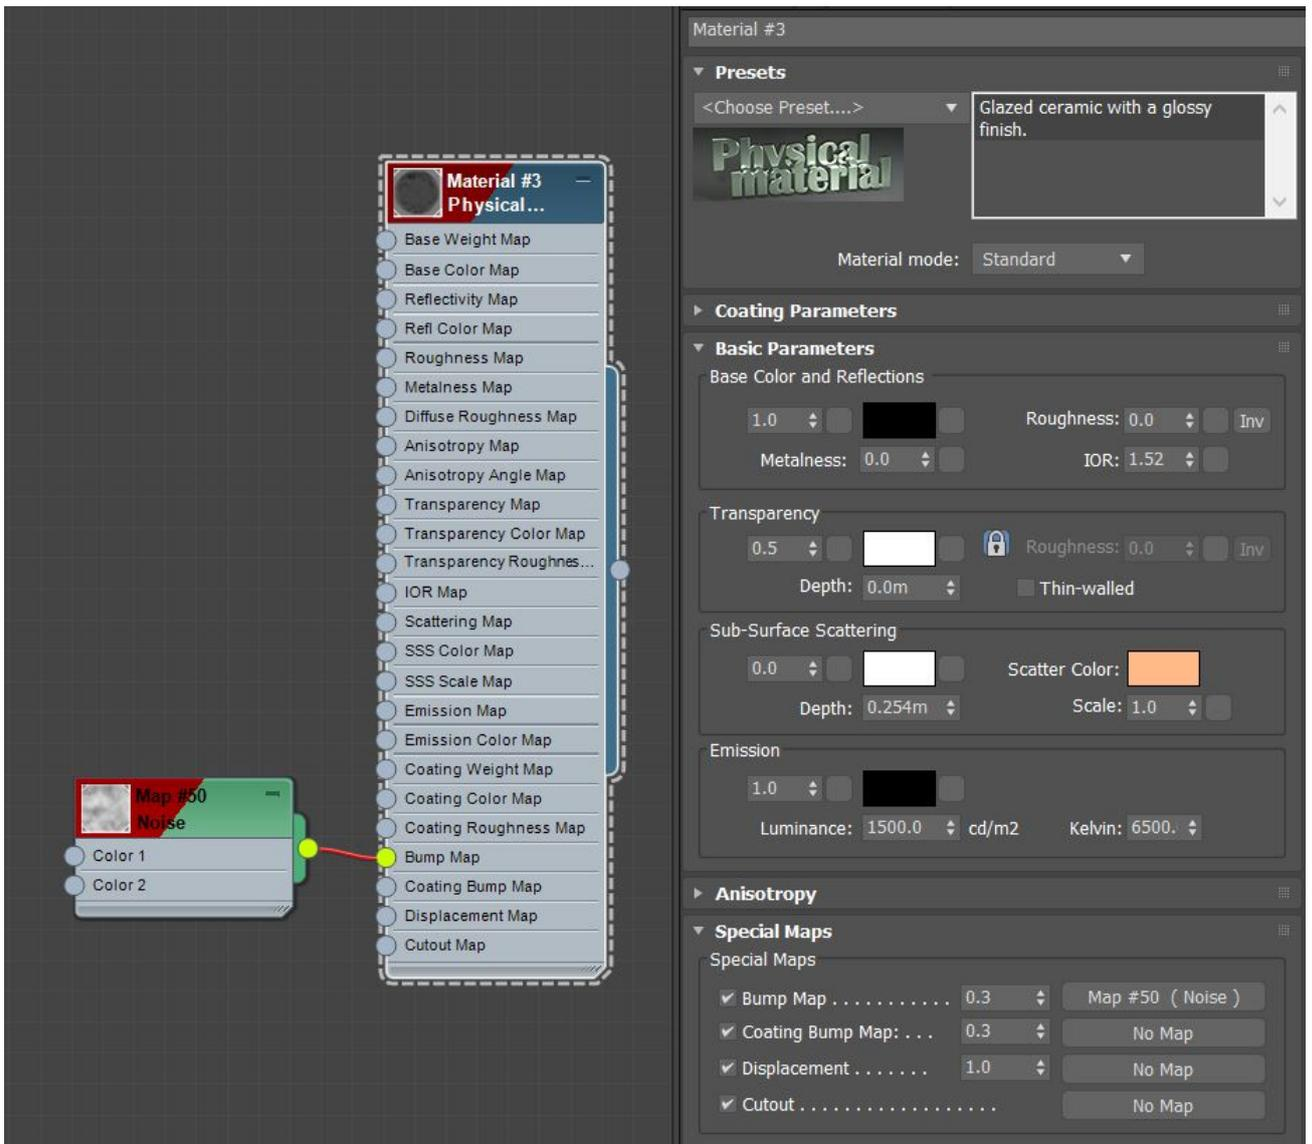 Material #3
Physical...
Base Weight Map
Base Color Map
Reflectivity Map
Refl Color Map
Roughness Map
Metalness Map
Diffuse Roughness Map
Anisotropy Map
Anisotropy Angle Map
Transparency Map
Transparency Color Map
Transparency Roughnes...
IOR Map
Scattering Map
SSS Color Map
SSS Scale Map
Emission Map
Emission Color Map
Coating Weight Map
Coating Color Map
Coating Roughness Map
Bump Map
Coating Bump Map
Displacement Map
Cutout Map
Map #50
Noise
Color 1
Color 2
Material #3
Presets
<Choose Preset....>
Glazed ceramic with a glossy
finish.
Physical
material
Material mode: Standard
Coating Parameters
Basic Parameters
Base Color and Reflections
1.0 Roughness: 0.0 Inv
Metalness: 0.0 IOR: 1.52
Transparency
0.5 Roughness: 0.0 Inv
Depth: 0.0m Thin-walled
Sub-Surface Scattering
0.0 Scatter Color:
Depth: 0.254m Scale: 1.0
Emission
1.0
Luminance: 1500.0 cd/m2 Kelvin: 6500.
Anisotropy
Special Maps
Special Maps
Bump Map . . . . . . . . . . . 0.3 Map #50 ( Noise )
Coating Bump Map: . . . 0.3 No Map
Displacement . . . . . . . 1.0 No Map
Cutout . . . . . . . . . . . . . . . . . . No Map